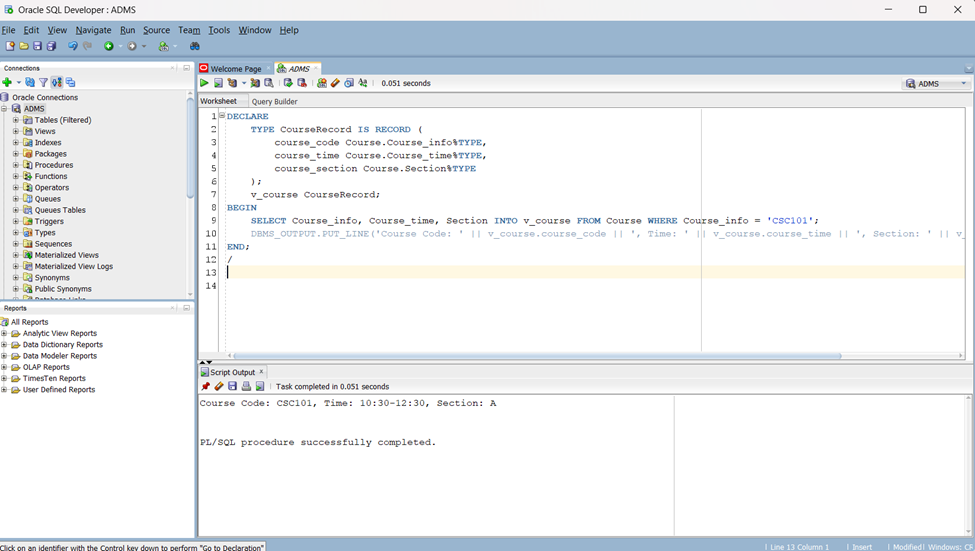 Oracle SQL Developer : ADMS
File Edit View Navigate Run Source Team Tools Window Help
Connections
Oracle Connections
ADMS
Tables (Filtered)
Views
Indexes
Packages
Procedures
Functions
Operators
Queues
Queues Tables
Triggers
Types
Sequences
Materialized Views
Materialized View Logs
Synonyms
Public Synonyms
Database Links
Reports
All Reports
Analytic View Reports
Data Dictionary Reports
Data Modeler Reports
OLAP Reports
TimesTen Reports
User Defined Reports
Welcome Page ADMS
0.051 seconds ADMS
Worksheet Query Builder
1 DECLARE
2 TYPE CourseRecord IS RECORD (
3 course_code Course.Course_info%TYPE,
4 course_time Course.Course_time%TYPE,
5 course_section Course.Section%TYPE
6 );
7 v_course CourseRecord;
8 BEGIN
9 SELECT Course_info, Course_time, Section INTO v_course FROM Course WHERE Course_info = 'CSC101';
10 DBMS_OUTPUT.PUT_LINE('Course Code: ' || v_course.course_code || ', Time: ' || v_course.course_time || ', Section: ' || v_
11 END;
12 /
13
14
Script Output x
Task completed in 0.051 seconds
Course Code: CSC101, Time: 10:30-12:30, Section: A
PL/SQL procedure successfully completed.
Click on an identifier with the Control key down to perform "Go to Declaration"
Line 13 Column 1 Insert Modified Windows: CF